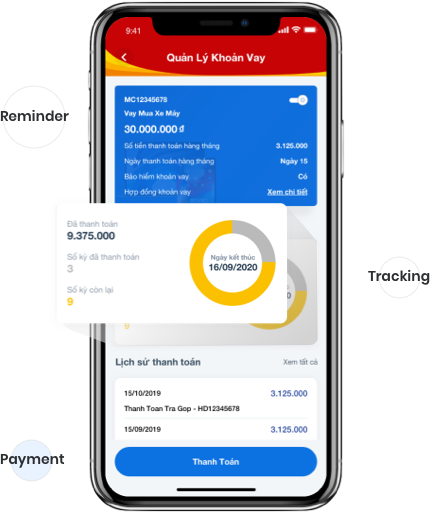 9:41
Quản Lý Khoản Vay
MC12345678
Vay Mua Xe Máy
30.000.000 đ
Số tiền thanh toán hàng tháng 3.125.000
Ngày thanh toán hàng tháng Ngày 15
Bảo hiểm khoản vay Có
Hợp đồng khoản vay Xem chi tiết
Reminder
Đã thanh toán
9.375.000
Số kỳ đã thanh toán
3
Số kỳ còn lại
9
Ngày kết thúc
16/09/2020
Tracking
9
Lịch sử thanh toán Xem tất cả
15/10/2019 3.125.000
Thanh Toan Tra Gop - HD12345678
15/09/2019 3.125.000
Payment
Thanh Toán